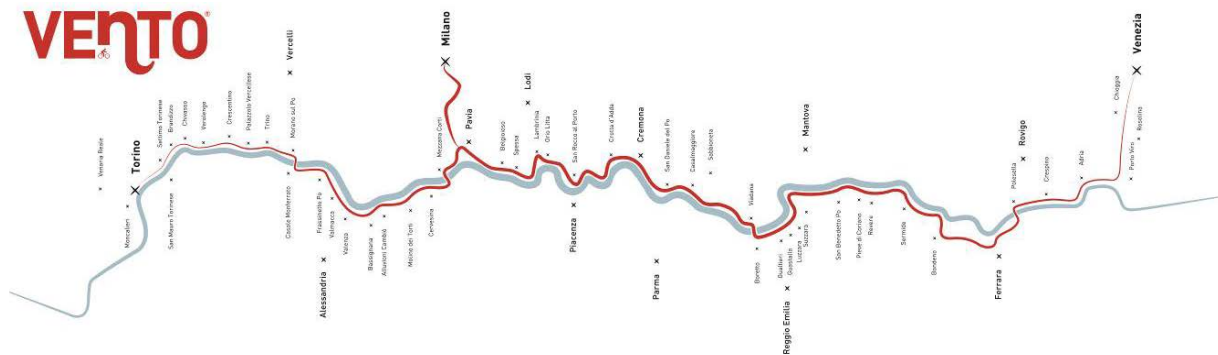 VENTO®
Venaria Reale
Moncalieri
Torino
Settimo Torinese
San Mauro Torinese
Brandizzo
Chivasso
Verolengo
Crescentino
Palazzolo Vercellese
Trino
Vercelli
Morano sul Po
Casale Monferrato
Frassinetto Po
Alessandria
Valmacca
Valenza
Bassignana
Alluvioni Cambiò
Molino dei Torti
Cervesina
Mezzana Corti
Milano
Pavia
Belgioioso
Spessa
Lodi
Lambrina
Orio Litta
San Rocco al Porto
Piacenza
Crotta d'Adda
Cremona
Parma
San Daniele del Po
Casalmaggiore
Sabbioneta
Viadana
Boretto
Gualtieri
Reggio Emilia
Guastalla
Luzzara
Suzzara
Mantova
San Benedetto Po
Pieve di Coriano
Revere
Sermide
Bondeno
Ferrara
Polesella
Rovigo
Crespino
Adria
Chioggia
Porto Viro
Rosolina
Venezia